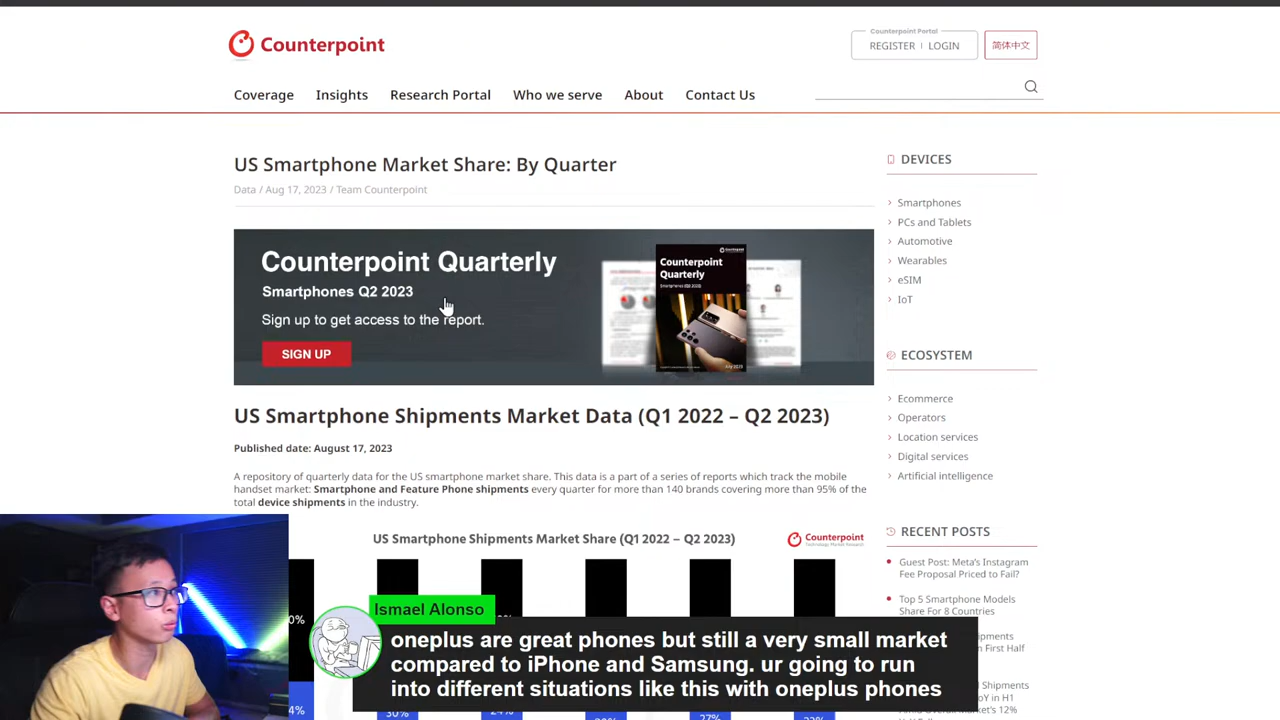 Counterpoint
Counterpoint Portal
REGISTER | LOGIN
简体中文
Coverage
Insights
Research Portal
Who we serve
About
Contact Us
US Smartphone Market Share: By Quarter
Data / Aug 17, 2023 / Team Counterpoint
Counterpoint Quarterly
Smartphones Q2 2023
Sign up to get access to the report.
SIGN UP
Counterpoint
Quarterly
Smartphones (Q2 2023)
US Smartphone Shipments Market Data (Q1 2022 – Q2 2023)
Published date: August 17, 2023
A repository of quarterly data for the US smartphone market share. This data is a part of a series of reports which track the mobile
handset market: Smartphone and Feature Phone shipments every quarter for more than 140 brands covering more than 95% of the
total device shipments in the industry.
US Smartphone Shipments Market Share (Q1 2022 – Q2 2023)
Counterpoint
Technology Market Research
DEVICES
Smartphones
PCs and Tablets
Automotive
Wearables
eSIM
IoT
ECOSYSTEM
Ecommerce
Operators
Location services
Digital services
Artificial intelligence
RECENT POSTS
Guest Post: Meta's Instagram
Fee Proposal Priced to Fail?
Top 5 Smartphone Models
Share For 8 Countries
Ismael Alonso
oneplus are great phones but still a very small market
compared to iPhone and Samsung. ur going to run
into different situations like this with oneplus phones
30%
24%
27%